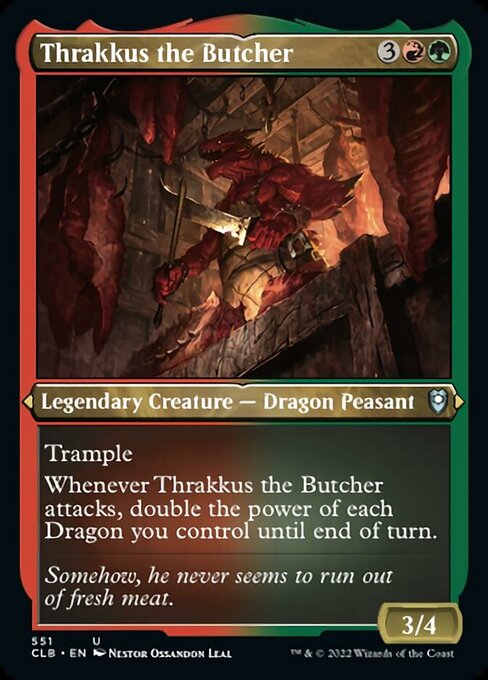 Thrakkus the Butcher 3
Legendary Creature — Dragon Peasant
Trample
Whenever Thrakkus the Butcher
attacks, double the power of each
Dragon you control until end of turn.
Somehow, he never seems to run out
of fresh meat.
3/4
551 U
CLB • EN Nestor Ossandon Leal ™ & © 2022 Wizards of the Coast